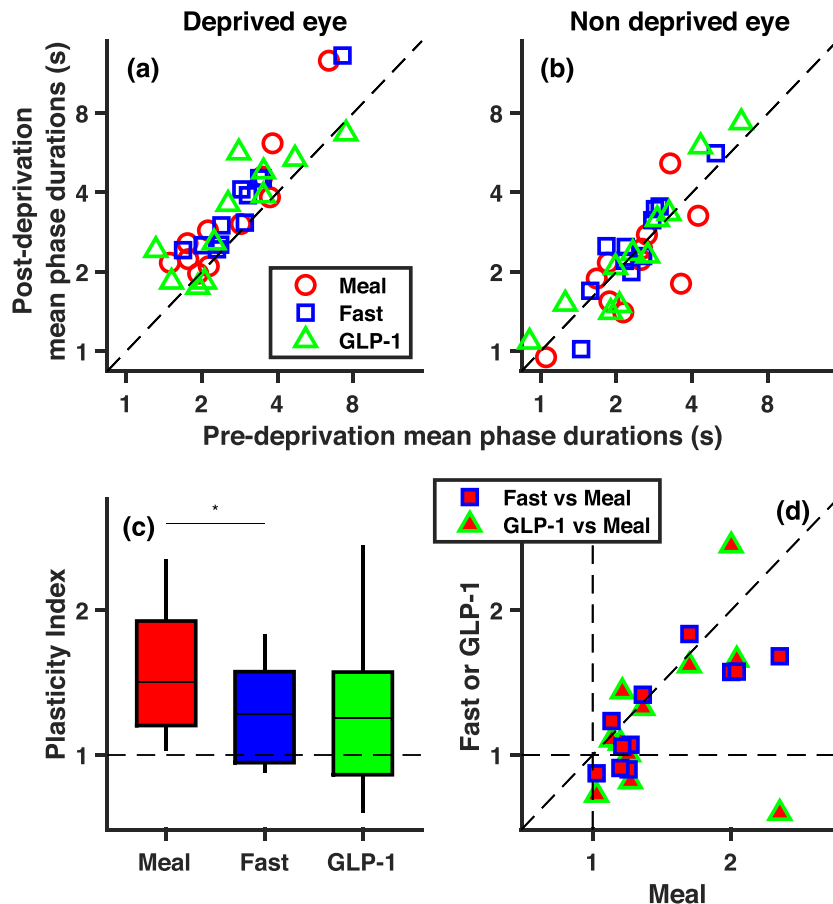 Deprived eye
Non deprived eye
(a)
(b)
Post-deprivation
mean phase durations (s)
8
4
2
1
8
4
2
1
Meal
Fast
GLP-1
1 2 4 8
1 2 4 8
Pre-deprivation mean phase durations (s)
(c)
*
Plasticity Index
2
1
Meal Fast GLP-1
Fast vs Meal
GLP-1 vs Meal
(d)
Fast or GLP-1
2
1
1 2
Meal